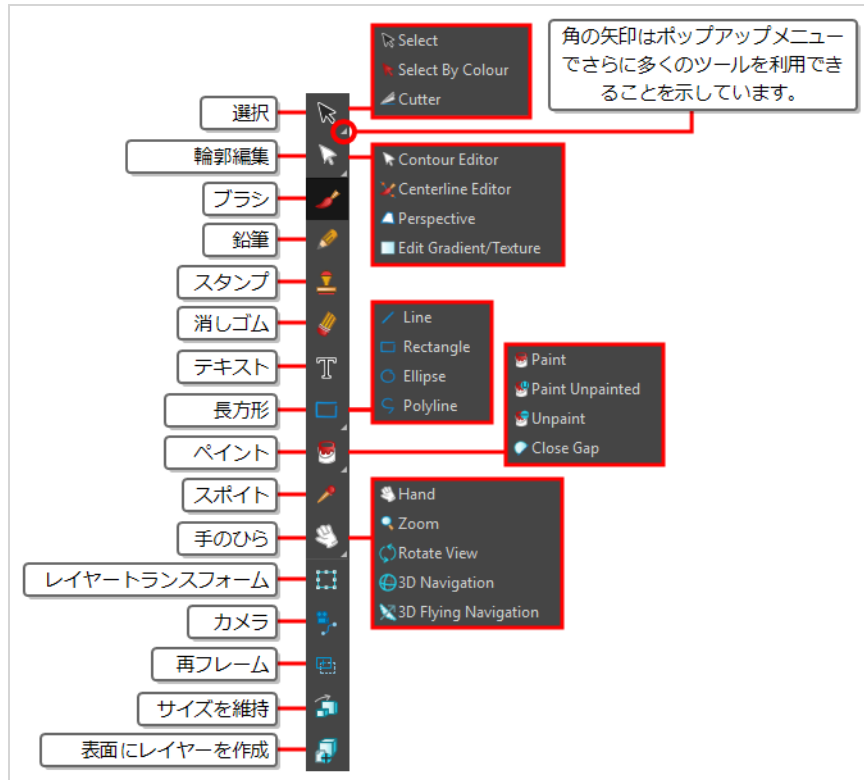 Select
Select By Colour
Cutter
角の矢印はポップアップメニュー
でさらに多くのツールを利用でき
ることを示しています。
選択
輪郭編集
Contour Editor
Centerline Editor
Perspective
Edit Gradient/Texture
ブラシ
鉛筆
スタンプ
消しゴム
Line
Rectangle
Ellipse
Polyline
テキスト
長方形
Paint
Paint Unpainted
Unpaint
Close Gap
ペイント
スポイト
手のひら
Hand
Zoom
Rotate View
3D Navigation
3D Flying Navigation
レイヤートランスフォーム
カメラ
再フレーム
サイズを維持
表面にレイヤーを作成